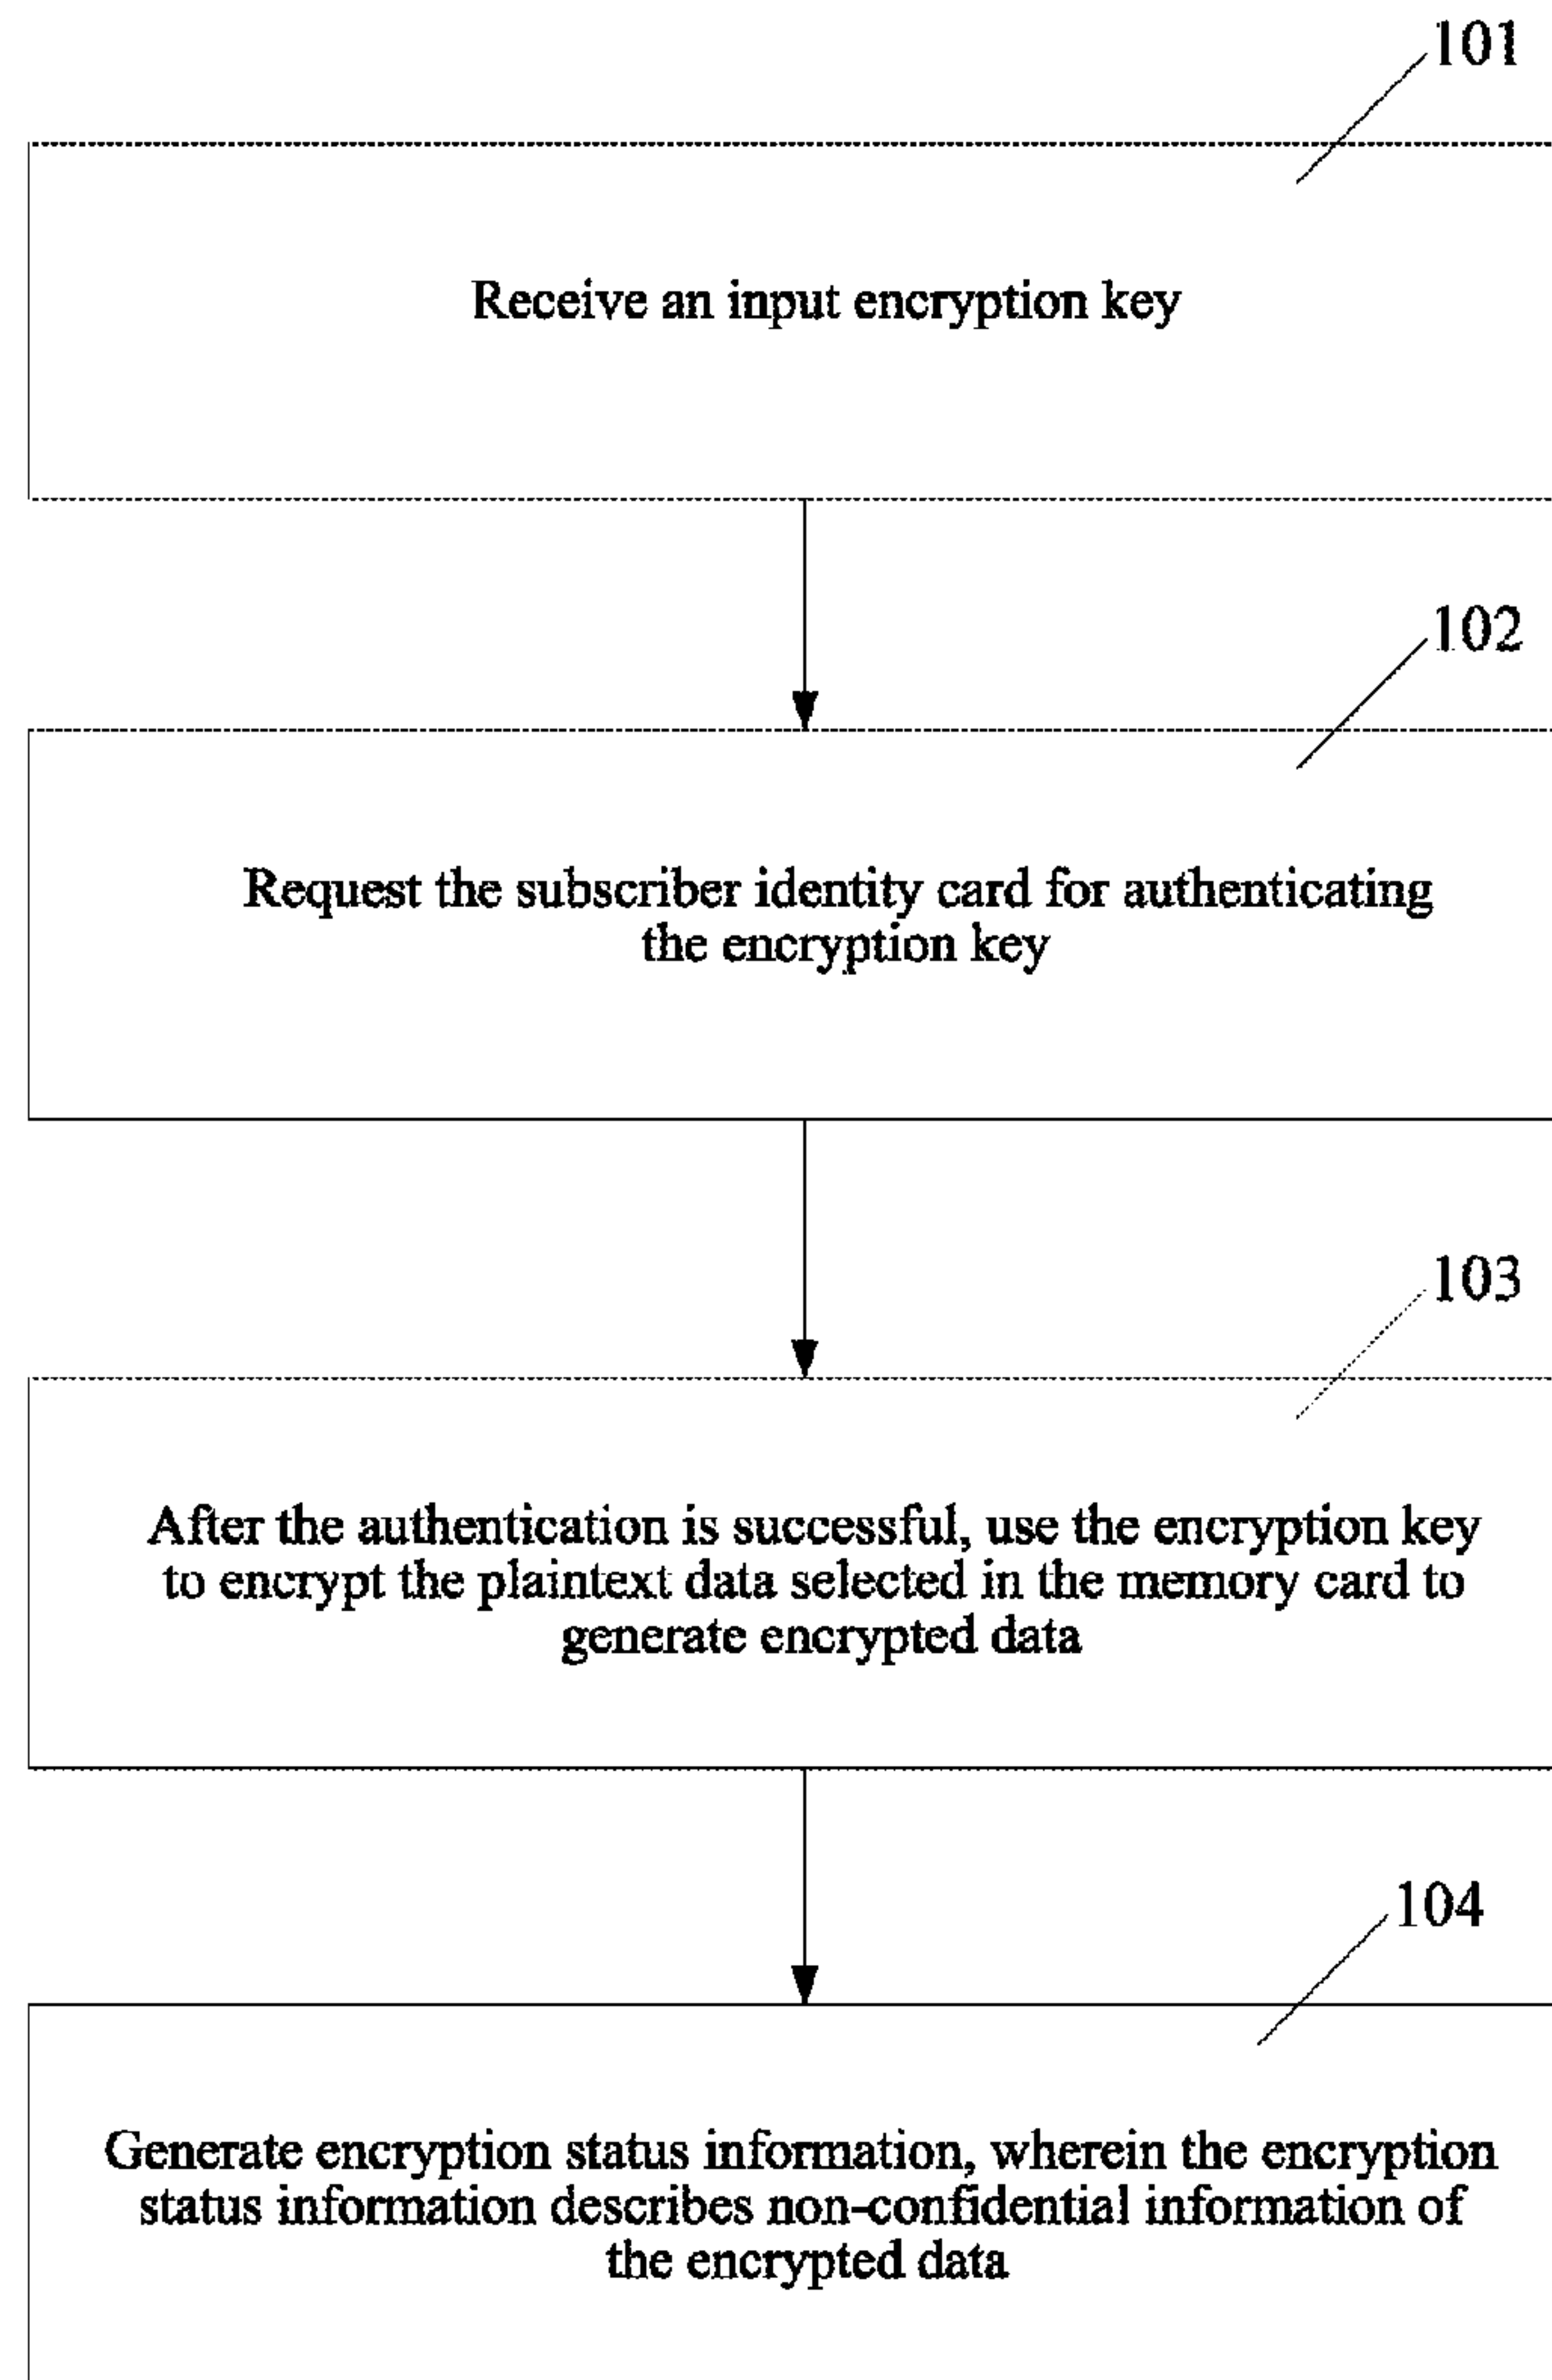 101
Receive an input encryption key
102
Request the subscriber identity card for authenticating
the encryption key
103
After the authentication is successful, use the encryption key
to encrypt the plaintext data selected in the memory card to
generate encrypted data
104
Generate encryption status information, wherein the encryption
status information describes non-confidential information of
the encrypted data